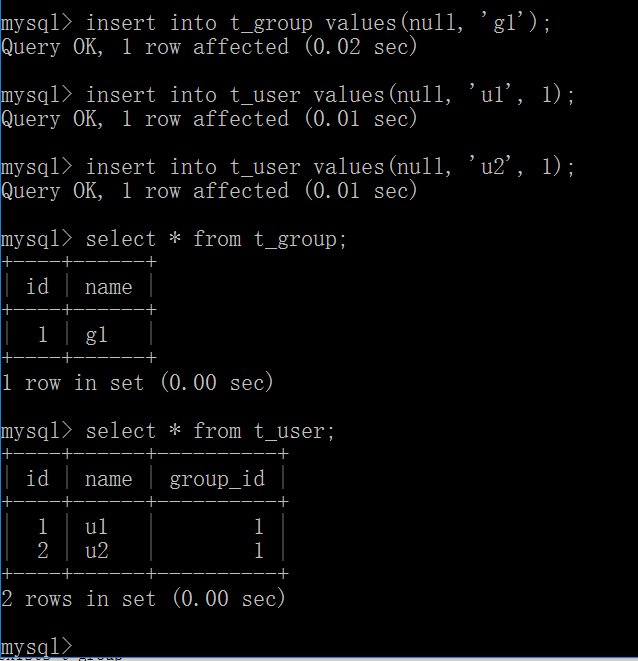 mysql> insert into t_group values(null, 'g1');
Query OK, 1 row affected (0.02 sec)
mysql> insert into t_user values(null, 'u1', 1);
Query OK, 1 row affected (0.01 sec)
mysql> insert into t_user values(null, 'u2', 1);
Query OK, 1 row affected (0.01 sec)
mysql> select * from t_group;
+----+------+
| id | name |
+----+------+
| 1 | g1 |
+----+------+
1 row in set (0.00 sec)
mysql> select * from t_user;
+----+------+----------+
| id | name | group_id |
+----+------+----------+
| 1 | u1 | 1 |
| 2 | u2 | 1 |
+----+------+----------+
2 rows in set (0.00 sec)
mysql>